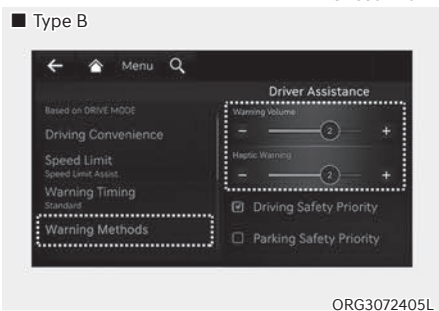 ■ Type B
Menu
Driver Assistance
Based on DRIVE MODE
Driving Convenience
Speed Limit
Speed Limit Assist
Warning Timing
Standard
Warning Methods
Warning Volume
- 2 +
Haptic Warning
- 2 +
Driving Safety Priority
Parking Safety Priority
ORG3072405L